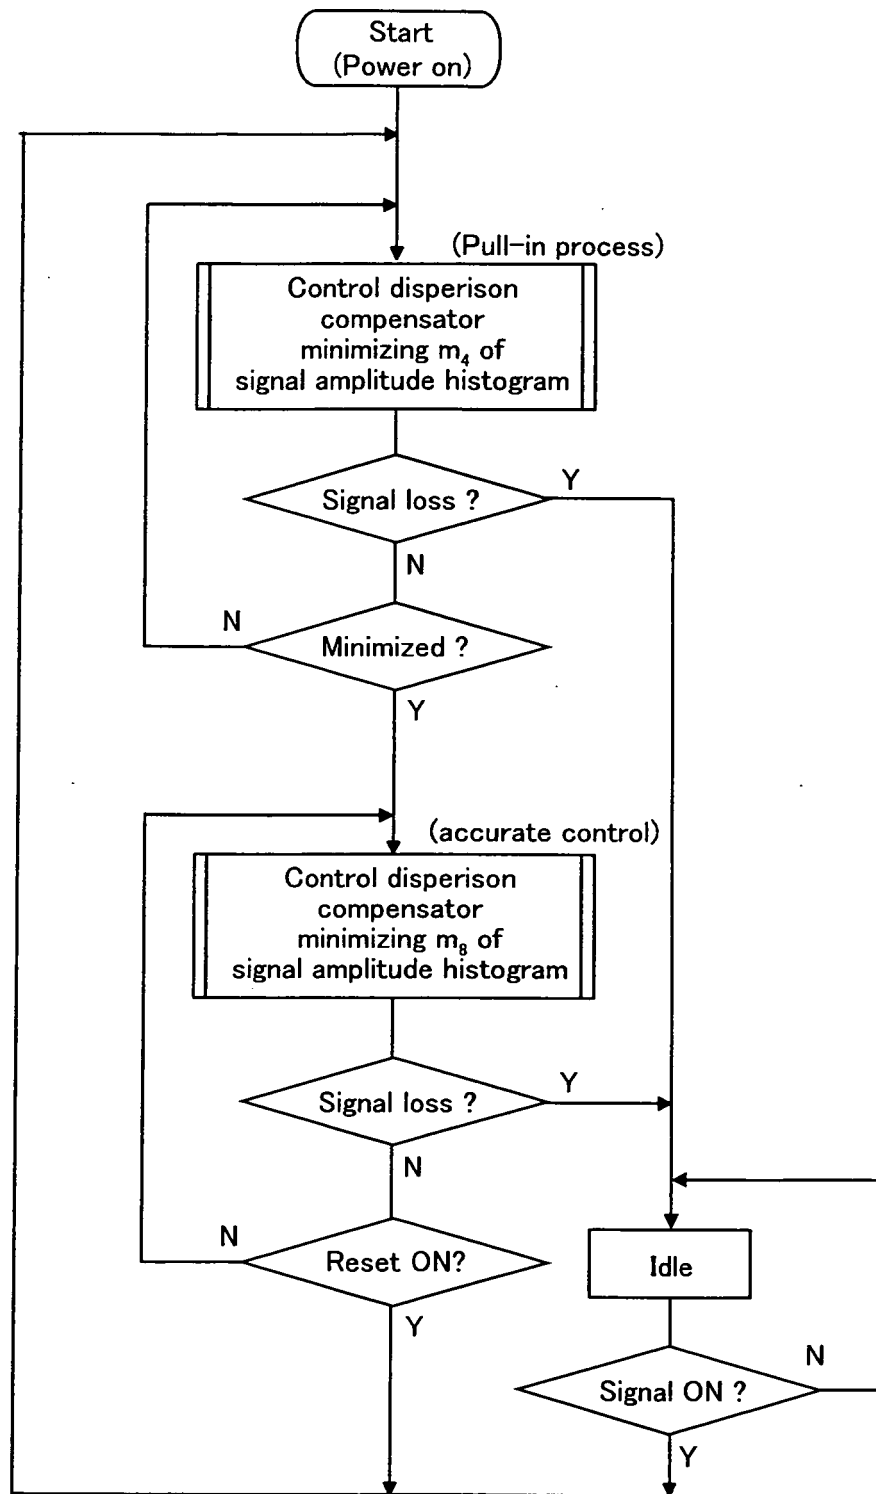 Start
(Power on)
(Pull-in process)
Control disperison
compensator
minimizing m₄ of
signal amplitude histogram
Signal loss ?
Y
N
Minimized ?
N
Y
(accurate control)
Control disperison
compensator
minimizing m₈ of
signal amplitude histogram
Signal loss ?
Y
N
Reset ON?
N
Y
Idle
Signal ON ?
N
Y